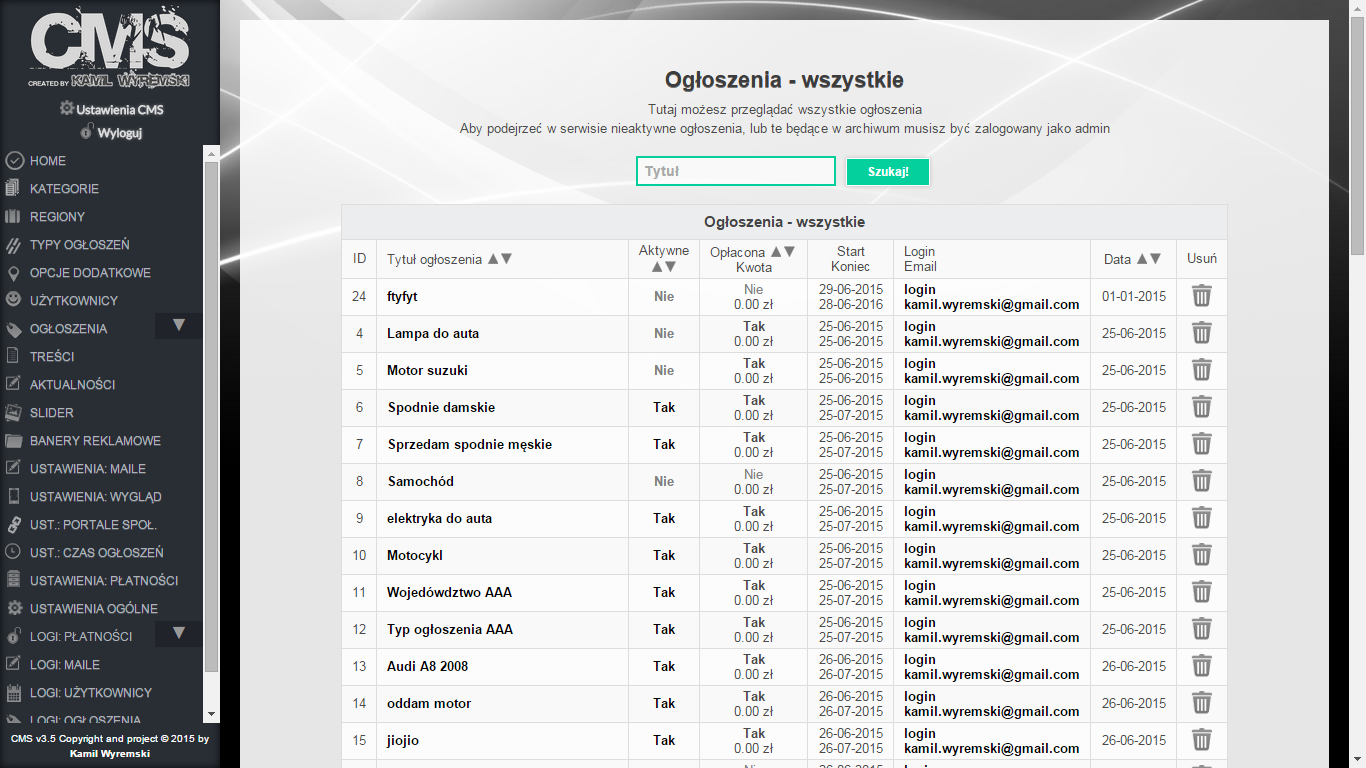 CMS
CREATED BY KAMIL WYREMSKI
Ustawienia CMS
Wyloguj
HOME
KATEGORIE
REGIONY
TYPY OGŁOSZEŃ
OPCJE DODATKOWE
UŻYTKOWNICY
OGŁOSZENIA
TREŚCI
AKTUALNOŚCI
SLIDER
BANERY REKLAMOWE
USTAWIENIA: MAILE
USTAWIENIA: WYGLĄD
UST.: PORTALE SPOŁ.
UST.: CZAS OGŁOSZEŃ
USTAWIENIA: PŁATNOŚCI
USTAWIENIA OGÓLNE
LOGI: PŁATNOŚCI
LOGI: MAILE
LOGI: UŻYTKOWNICY
LOGI: OGŁOSZENIA
CMS v3.5 Copyright and project © 2015 by
Kamil Wyremski
Ogłoszenia - wszystkie
Tutaj możesz przeglądać wszystkie ogłoszenia
Aby podejrzeć w serwisie nieaktywne ogłoszenia, lub te będące w archiwum musisz być zalogowany jako admin
Tytuł Szukaj!
Ogłoszenia - wszystkie
ID Tytuł ogłoszenia ▲▼ Aktywne ▲▼ Opłacona ▲▼ Kwota Start Koniec Login Email Data ▲▼ Usuń
24 ftyfyt Nie Nie 0.00 zł 29-06-2015 28-06-2016 login kamil.wyremski@gmail.com 01-01-2015
4 Lampa do auta Nie Tak 0.00 zł 25-06-2015 25-06-2015 login kamil.wyremski@gmail.com 25-06-2015
5 Motor suzuki Nie Tak 0.00 zł 25-06-2015 25-06-2015 login kamil.wyremski@gmail.com 25-06-2015
6 Spodnie damskie Tak Tak 0.00 zł 25-06-2015 25-07-2015 login kamil.wyremski@gmail.com 25-06-2015
7 Sprzedam spodnie męskie Tak Tak 0.00 zł 25-06-2015 25-07-2015 login kamil.wyremski@gmail.com 25-06-2015
8 Samochód Nie Nie 0.00 zł 25-06-2015 25-07-2015 login kamil.wyremski@gmail.com 25-06-2015
9 elektryka do auta Tak Tak 0.00 zł 25-06-2015 25-07-2015 login kamil.wyremski@gmail.com 25-06-2015
10 Motocykl Tak Tak 0.00 zł 25-06-2015 25-07-2015 login kamil.wyremski@gmail.com 25-06-2015
11 Wojedówdztwo AAA Tak Tak 0.00 zł 25-06-2015 25-07-2015 login kamil.wyremski@gmail.com 25-06-2015
12 Typ ogłoszenia AAA Tak Tak 0.00 zł 25-06-2015 25-07-2015 login kamil.wyremski@gmail.com 25-06-2015
13 Audi A8 2008 Tak Tak 0.00 zł 26-06-2015 26-07-2015 login kamil.wyremski@gmail.com 26-06-2015
14 oddam motor Tak Tak 0.00 zł 26-06-2015 26-07-2015 login kamil.wyremski@gmail.com 26-06-2015
15 jiojio Tak Tak 0.00 zł 26-06-2015 26-07-2015 login kamil.wyremski@gmail.com 26-06-2015